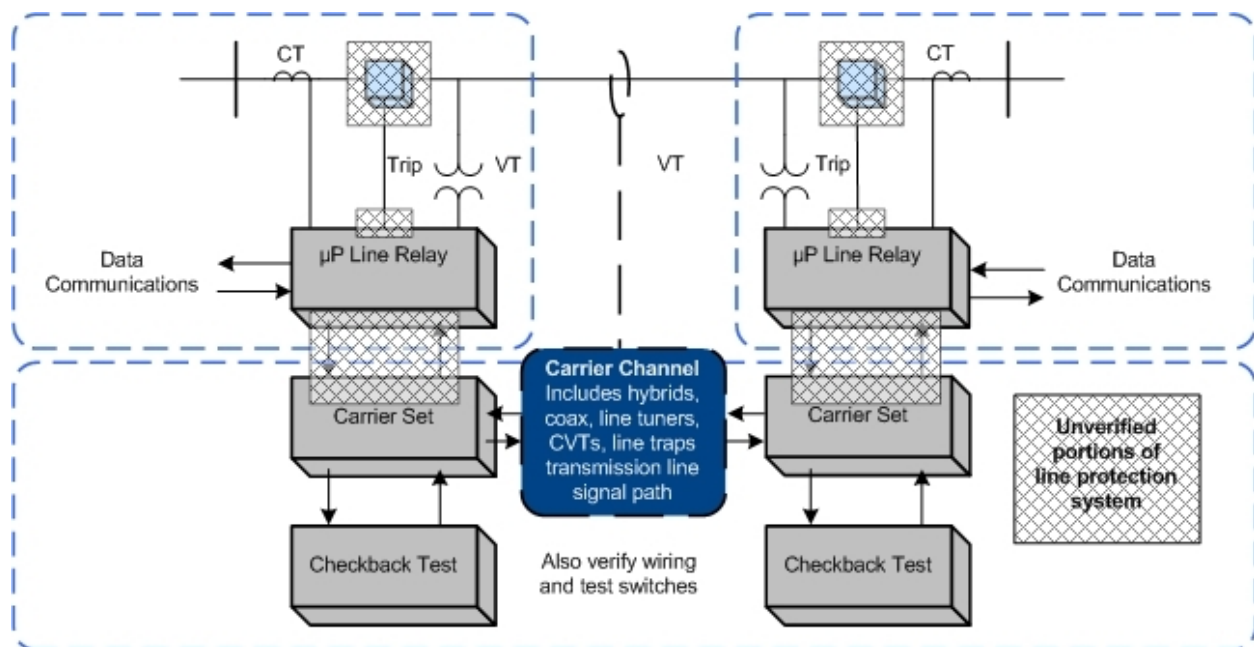 CT
CT
Trip
VT
VT
Trip
µP Line Relay
µP Line Relay
Data
Communications
Data
Communications
Carrier Channel
Includes hybrids,
coax, line tuners,
CVTs, line traps
transmission line
signal path
Carrier Set
Carrier Set
Unverified
portions of
line protection
system
Checkback Test
Also verify wiring
and test switches
Checkback Test